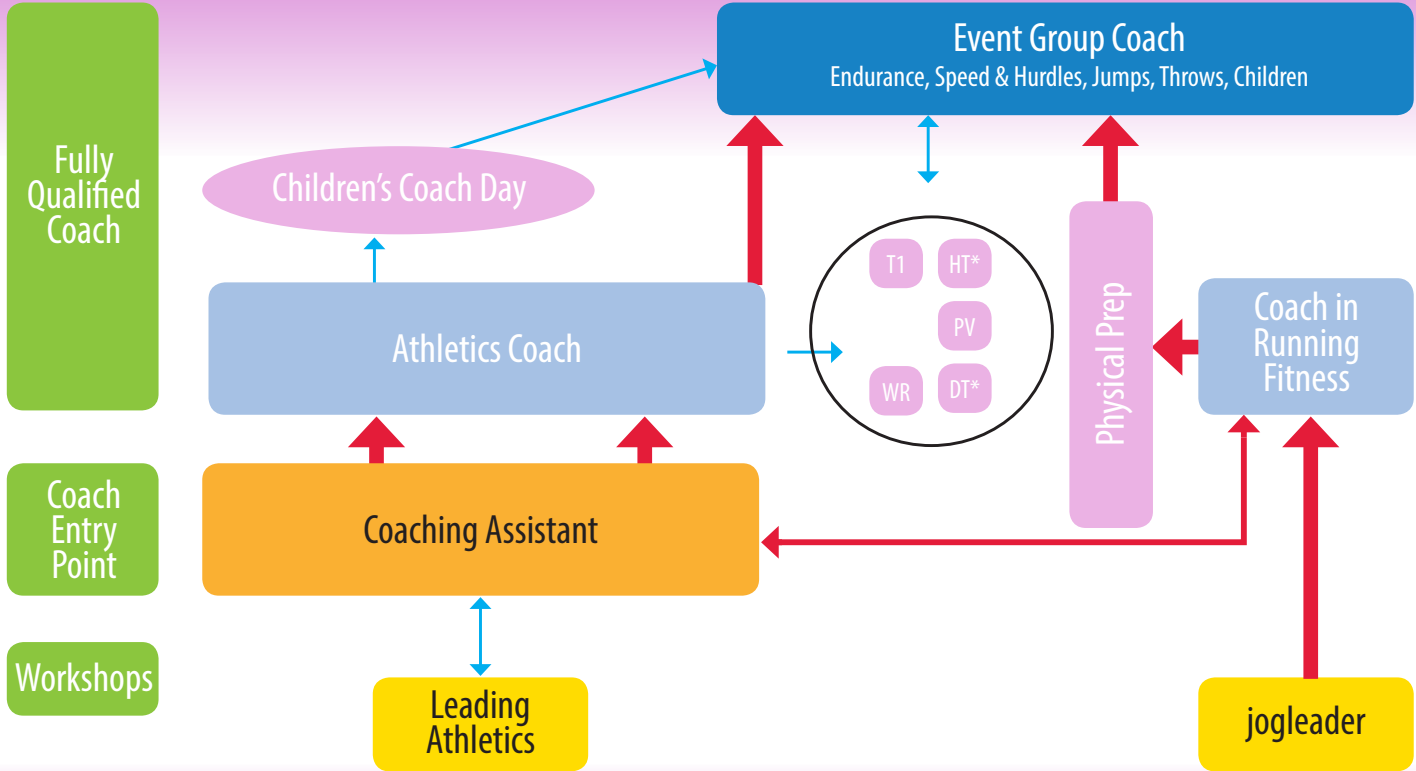 Event Group Coach
Endurance, Speed & Hurdles, Jumps, Throws, Children
Fully
Qualified
Coach
Children's Coach Day
Athletics Coach
T1
HT*
PV
WR
DT*
Physical Prep
Coach in
Running
Fitness
Coach
Entry
Point
Coaching Assistant
Workshops
Leading
Athletics
jogleader